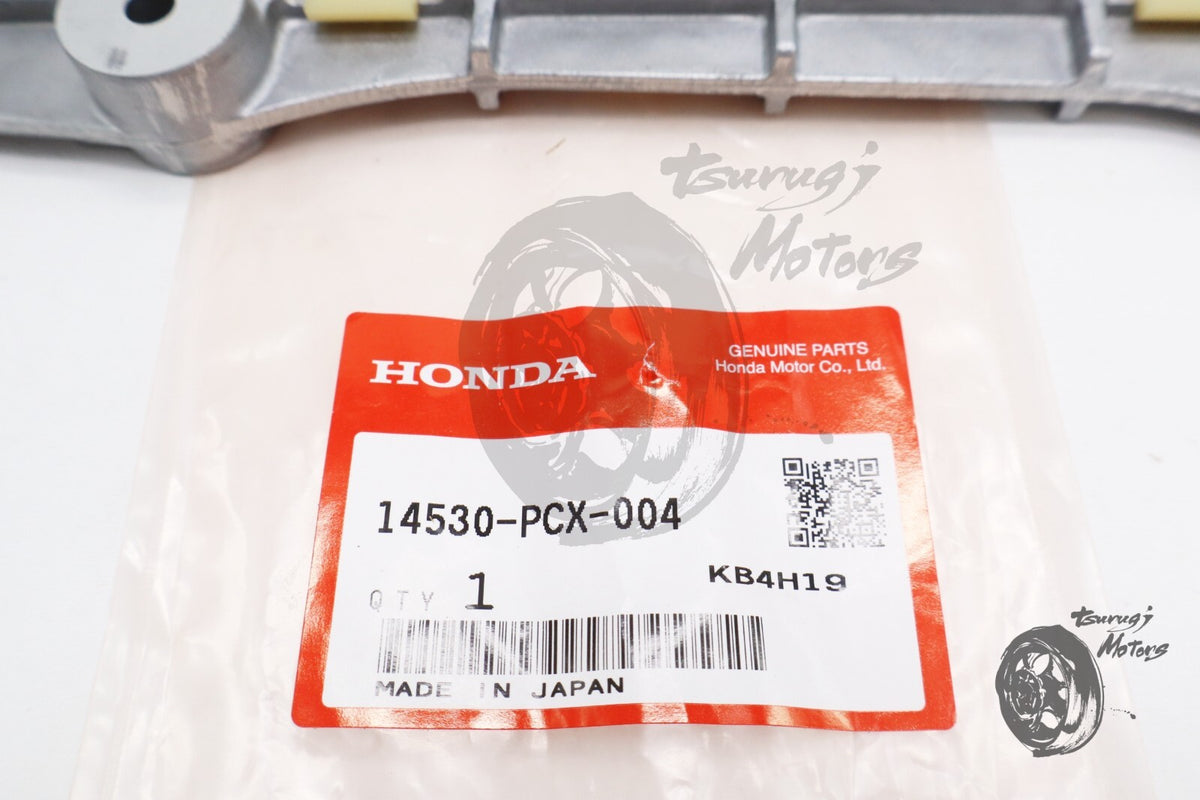 tsurugi
Motors
HONDA
GENUINE PARTS
Honda Motor Co., Ltd.
14530-PCX-004
QTY 1
KB4H19
MADE IN JAPAN
tsurugi
Motors